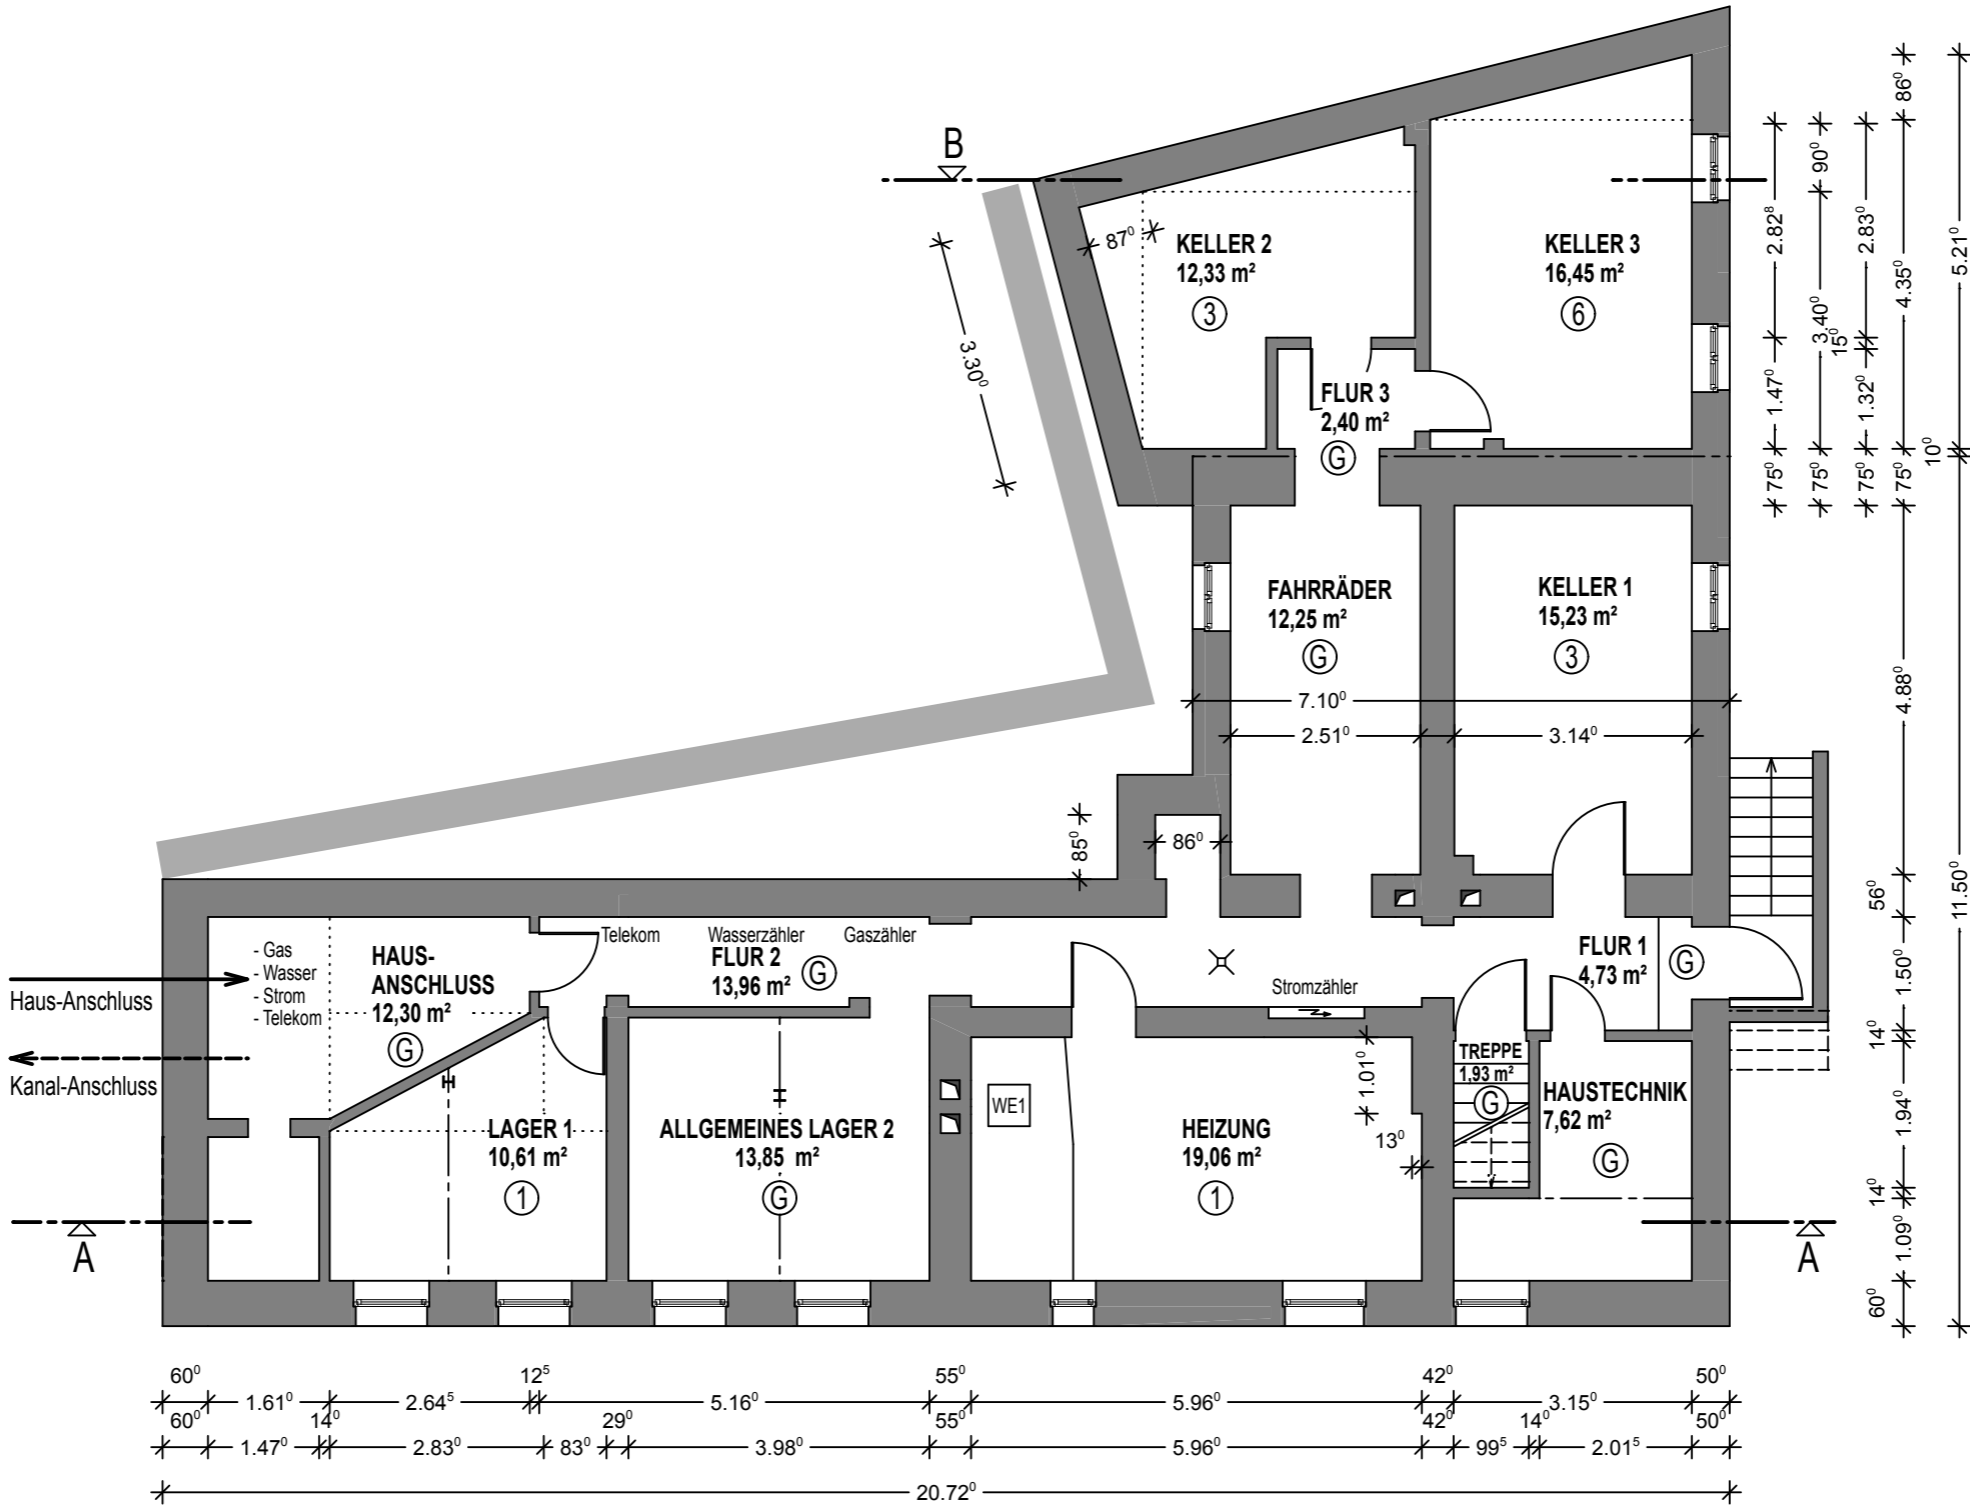 B
86⁰
90⁰
2.82⁸
2.83⁰
5.21⁰
4.35⁰
3.40⁰
15⁰
1.47⁰
1.32⁰
10⁰
75⁰
75⁰
75⁰
75⁰
87⁰
KELLER 2
12,33 m²
3
KELLER 3
16,45 m²
6
3.30⁰
FLUR 3
2,40 m²
G
FAHRRÄDER
12,25 m²
G
KELLER 1
15,23 m²
3
7.10⁰
2.51⁰
3.14⁰
4.88⁰
11.50⁰
85⁰
86⁰
56⁰
- Gas
- Wasser
- Strom
- Telekom
HAUS-
ANSCHLUSS
12,30 m²
G
Telekom
Wasserzähler
Gaszähler
FLUR 2
13,96 m²
G
Stromzähler
FLUR 1
4,73 m²
G
1.50⁰
14⁰
Haus-Anschluss
Kanal-Anschluss
LAGER 1
10,61 m²
1
ALLGEMEINES LAGER 2
13,85 m²
G
WE1
HEIZUNG
19,06 m²
1
1.01⁰
13⁰
TREPPE
1,93 m²
G
HAUSTECHNIK
7,62 m²
G
1.94⁰
14⁰
1.09⁰
60⁰
A
A
60⁰
12⁵
55⁰
42⁰
50⁰
1.61⁰
2.64⁵
5.16⁰
5.96⁰
3.15⁰
60⁰
14⁰
29⁰
55⁰
42⁰
14⁰
50⁰
1.47⁰
2.83⁰
83⁰
3.98⁰
5.96⁰
99⁵
2.01⁵
20.72⁰